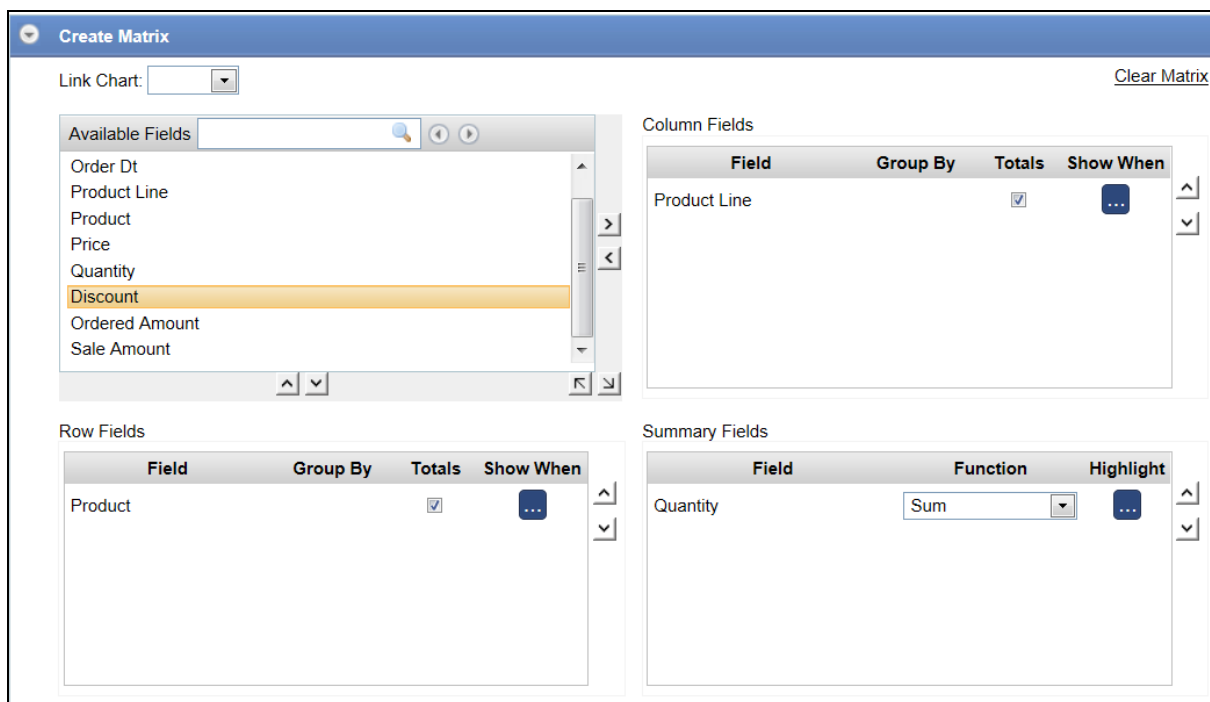 Create Matrix
Link Chart:
Clear Matrix
Available Fields
Order Dt
Product Line
Product
Price
Quantity
Discount
Ordered Amount
Sale Amount
Column Fields
Field Group By Totals Show When
Product Line ...
Row Fields
Field Group By Totals Show When
Product ...
Summary Fields
Field Function Highlight
Quantity Sum ...